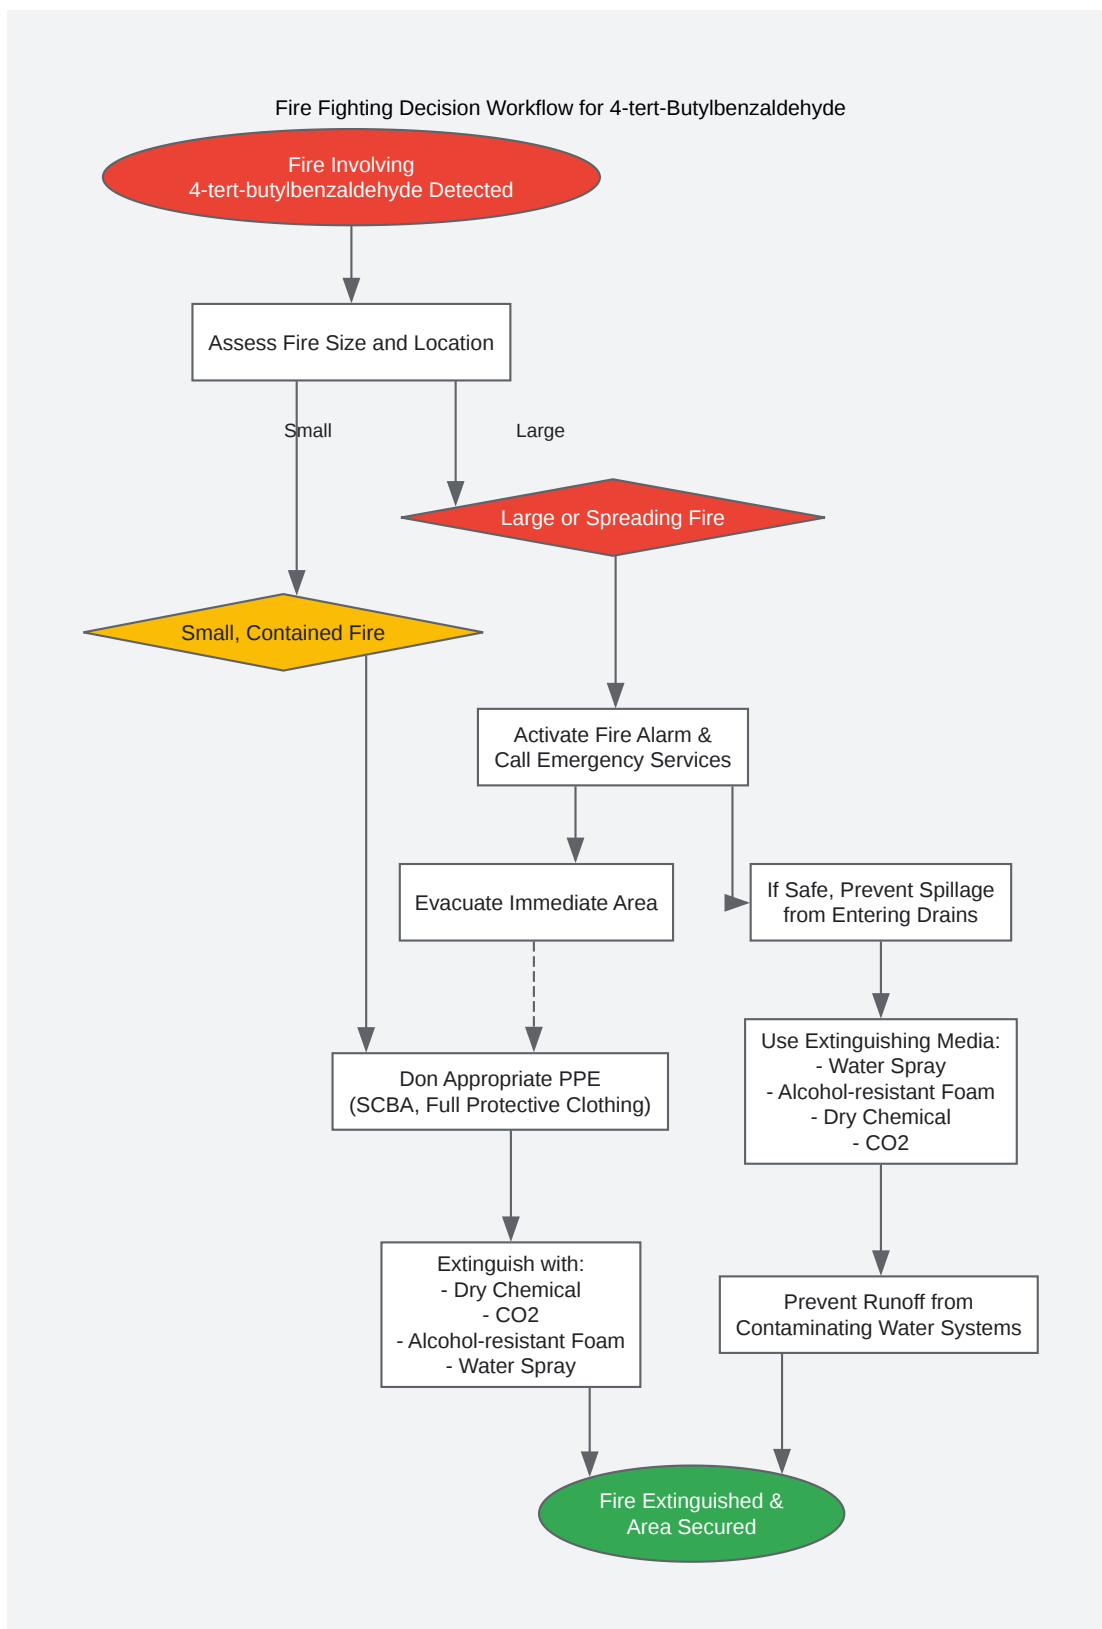 Fire Fighting Decision Workflow for 4-tert-Butylbenzaldehyde
Fire Involving
4-tert-butylbenzaldehyde Detected
Assess Fire Size and Location
Small
Large
Large or Spreading Fire
Small, Contained Fire
Activate Fire Alarm &
Call Emergency Services
Evacuate Immediate Area
If Safe, Prevent Spillage
from Entering Drains
Don Appropriate PPE
(SCBA, Full Protective Clothing)
Use Extinguishing Media:
- Water Spray
- Alcohol-resistant Foam
- Dry Chemical
- CO2
Extinguish with:
- Dry Chemical
- CO2
- Alcohol-resistant Foam
- Water Spray
Prevent Runoff from
Contaminating Water Systems
Fire Extinguished &
Area Secured